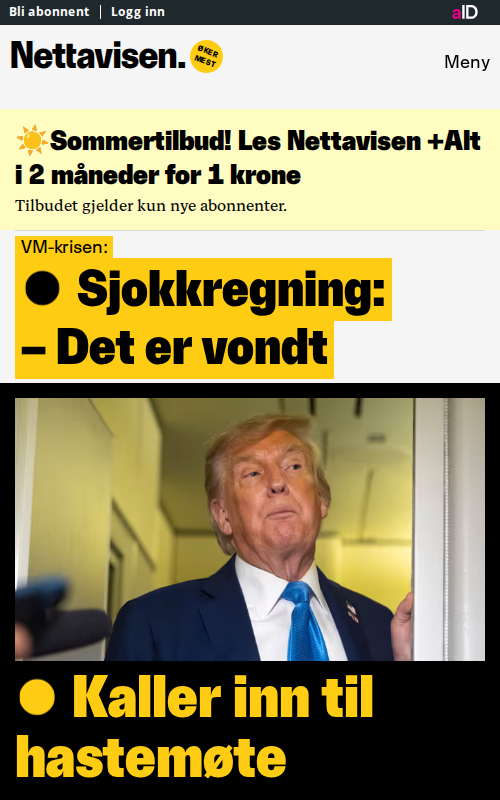 Bli abonnent | Logg inn
aID
Nettavisen.
ØKER
MEST
Meny
☀️Sommertilbud! Les Nettavisen +Alt
i 2 måneder for 1 krone
Tilbudet gjelder kun nye abonnenter.
VM-krisen:
● Sjokkregning:
– Det er vondt
● Kaller inn til
hastemøte